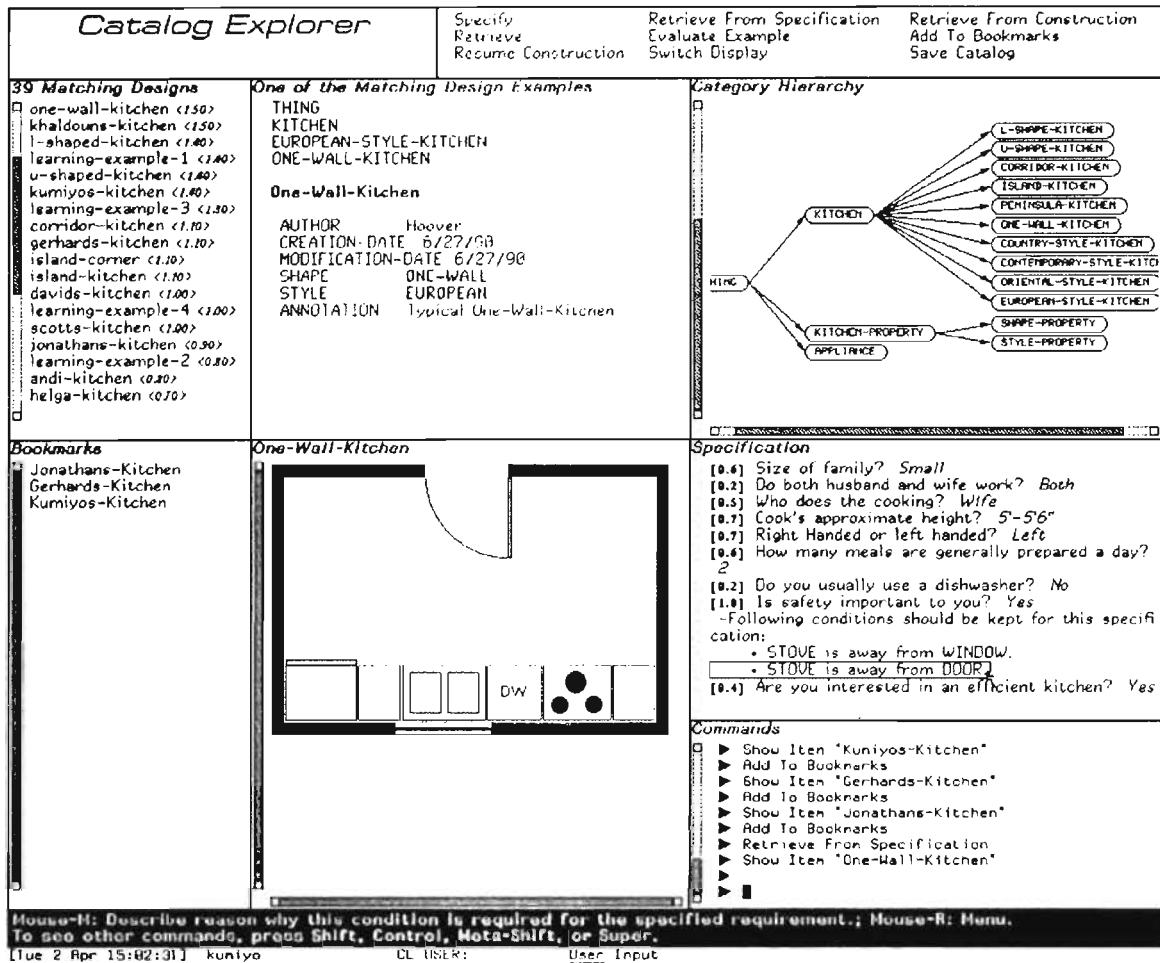 Catalog Explorer
Specify
Retrieve
Resume Construction
Retrieve From Specification
Evaluate Example
Switch Display
Retrieve From Construction
Add To Bookmarks
Save Catalog
39 Matching Designs
one-wall-kitchen <1.50>
khaldouns-kitchen <1.50>
l-shaped-kitchen <1.40>
learning-example-1 <1.40>
u-shaped-kitchen <1.40>
kumiyos-kitchen <1.40>
learning-example-3 <1.30>
corridor-kitchen <1.10>
gerhards-kitchen <1.10>
island-corner <1.10>
island-kitchen <1.10>
davids-kitchen <1.00>
learning-example-4 <1.00>
scotts-kitchen <1.00>
jonathans-kitchen <0.90>
learning-example-2 <0.80>
andi-kitchen <0.80>
helga-kitchen <0.70>
One of the Matching Design Examples
THING
KITCHEN
EUROPEAN-STYLE-KITCHEN
ONE-WALL-KITCHEN
One-Wall-Kitchen
AUTHOR Hoover
CREATION-DATE 6/27/90
MODIFICATION-DATE 6/27/90
SHAPE ONE-WALL
STYLE EUROPEAN
ANNOTATION Typical One-Wall-Kitchen
Category Hierarchy
L-SHAPE-KITCHEN
U-SHAPE-KITCHEN
CORRIDOR-KITCHEN
ISLAND-KITCHEN
PENINSULA-KITCHEN
KITCHEN
ONE-WALL-KITCHEN
COUNTRY-STYLE-KITCHEN
CONTEMPORARY-STYLE-KITCH
ORIENTAL-STYLE-KITCHEN
HING
EUROPEAN-STYLE-KITCHEN
SHAPE-PROPERTY
KITCHEN-PROPERTY
STYLE-PROPERTY
APPLIANCE
Bookmarks
Jonathans-Kitchen
Gerhards-Kitchen
Kumiyos-Kitchen
One-Wall-Kitchen
DW
Specification
[0.6] Size of family? Small
[0.2] Do both husband and wife work? Both
[0.5] Who does the cooking? Wife
[0.7] Cook's approximate height? 5'-5'6"
[0.7] Right Handed or left handed? Left
[0.6] How many meals are generally prepared a day?
2
[0.2] Do you usually use a dishwasher? No
[1.0] Is safety important to you? Yes
-Following conditions should be kept for this specifi
cation:
• STOVE is away from WINDOW.
• STOVE is away from DOOR.
[0.4] Are you interested in an efficient kitchen? Yes
Commands
Show Item "Kumiyos-Kitchen"
Add To Bookmarks
Show Item "Gerhards-Kitchen"
Add To Bookmarks
Show Item "Jonathans-Kitchen"
Add To Bookmarks
Retrieve From Specification
Show Item "One-Wall-Kitchen"
Mouse-M: Describe reason why this condition is required for the specified requirement.; Mouse-R: Menu.
To see other commands, press Shift, Control, Meta-Shift, or Super.
[Tue 2 Apr 15:02:31] kumiyo CL USER: User Input